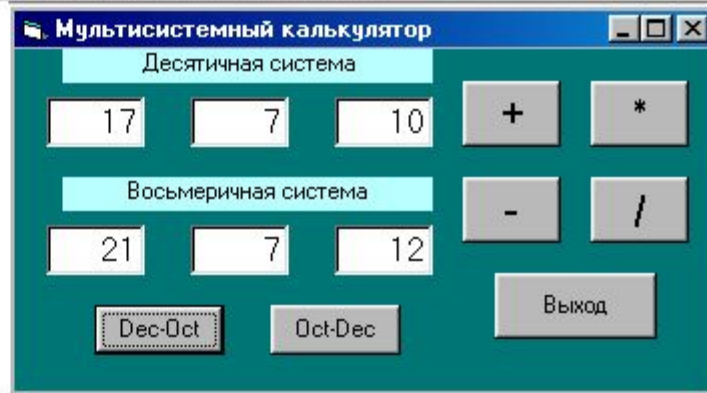 Мультисистемный калькулятор
Десятичная система
17 7 10
+ *
Восьмеричная система
- /
21 7 12
Выход
Dec-Oct Oct-Dec